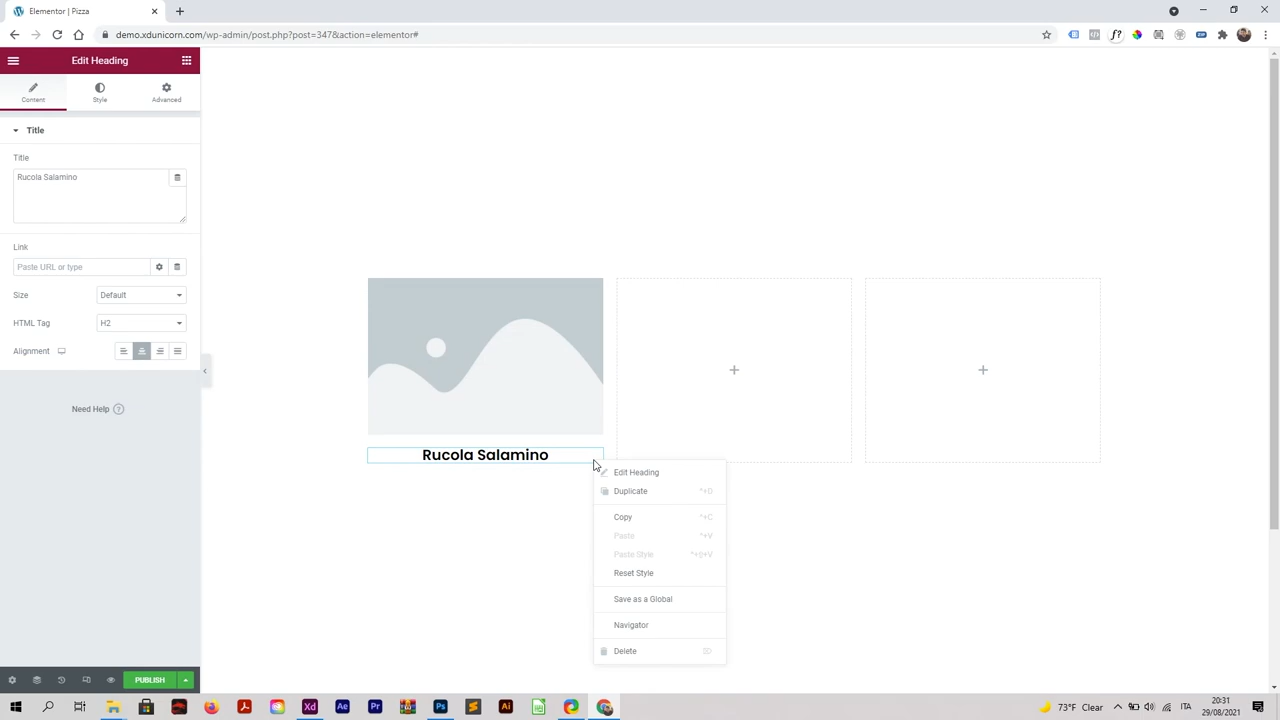 Elementor | Pizza
demo.xdunicorn.com/wp-admin/post.php?post=347&action=elementor#
Edit Heading
Content
Style
Advanced
Title
Title
Rucola Salamino
Link
Paste URL or type
Size
Default
HTML Tag
H2
Alignment
Need Help ?
PUBLISH
Rucola Salamino
Edit Heading
Duplicate ^+D
Copy ^+C
Paste ^+V
Paste Style ^+⇧+V
Reset Style
Save as a Global
Navigator
Delete
73°F Clear
ITA
20:31
29/08/2021